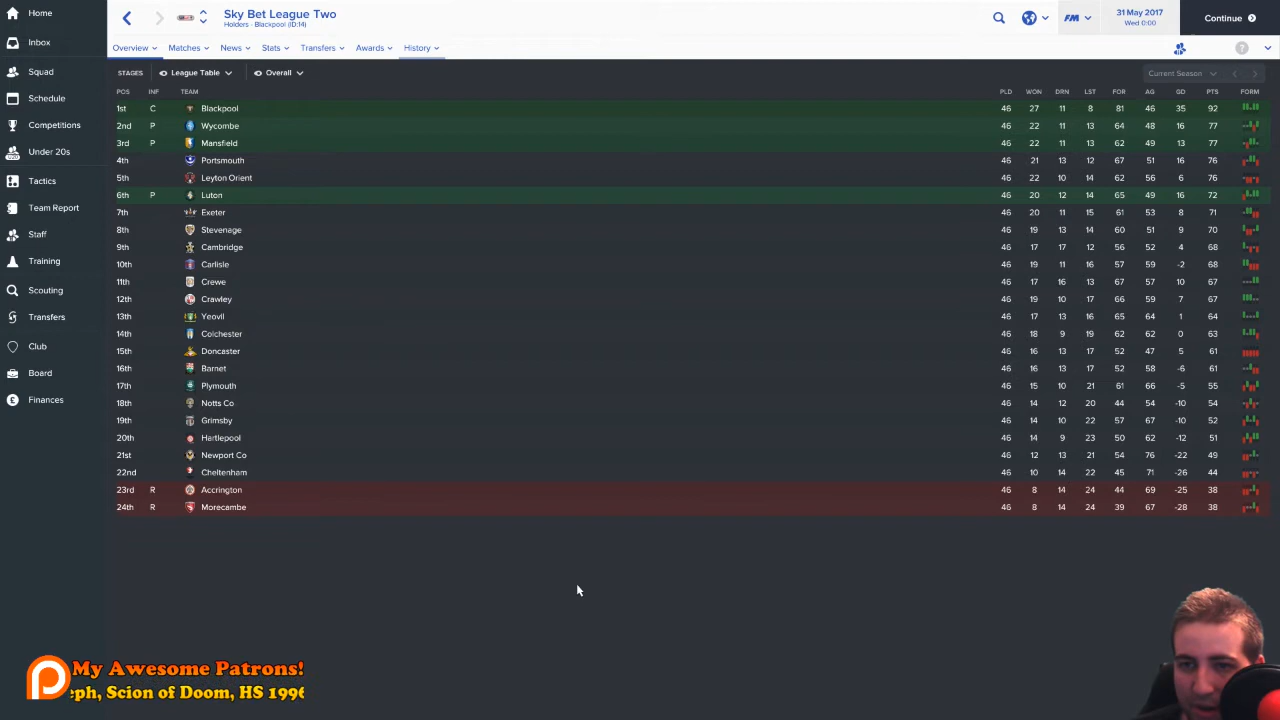 Home
Inbox
Squad
Schedule
Competitions
Under 20s
Tactics
Team Report
Staff
Training
Scouting
Transfers
Club
Board
Finances
Sky Bet League Two
Holders - Blackpool (ID:14)
FM
31 May 2017
Wed 0:00
Continue
Overview Matches News Stats Transfers Awards History
STAGES League Table Overall Current Season
POS INF TEAM PLD WON DRN LST FOR AG GD PTS FORM
1st C Blackpool 46 27 11 8 81 46 35 92
2nd P Wycombe 46 22 11 13 64 48 16 77
3rd P Mansfield 46 22 11 13 62 49 13 77
4th Portsmouth 46 21 13 12 67 51 16 76
5th Leyton Orient 46 22 10 14 62 56 6 76
6th P Luton 46 20 12 14 65 49 16 72
7th Exeter 46 20 11 15 61 53 8 71
8th Stevenage 46 19 13 14 60 51 9 70
9th Cambridge 46 17 17 12 56 52 4 68
10th Carlisle 46 19 11 16 57 59 -2 68
11th Crewe 46 17 16 13 67 57 10 67
12th Crawley 46 19 10 17 66 59 7 67
13th Yeovil 46 17 13 16 65 64 1 64
14th Colchester 46 18 9 19 62 62 0 63
15th Doncaster 46 16 13 17 52 47 5 61
16th Barnet 46 16 13 17 52 58 -6 61
17th Plymouth 46 15 10 21 61 66 -5 55
18th Notts Co 46 14 12 20 44 54 -10 54
19th Grimsby 46 14 10 22 57 67 -10 52
20th Hartlepool 46 14 9 23 50 62 -12 51
21st Newport Co 46 12 13 21 54 76 -22 49
22nd Cheltenham 46 10 14 22 45 71 -26 44
23rd R Accrington 46 8 14 24 44 69 -25 38
24th R Morecambe 46 8 14 24 39 67 -28 38
My Awesome Patrons!
eph, Scion of Doom, HS 1996